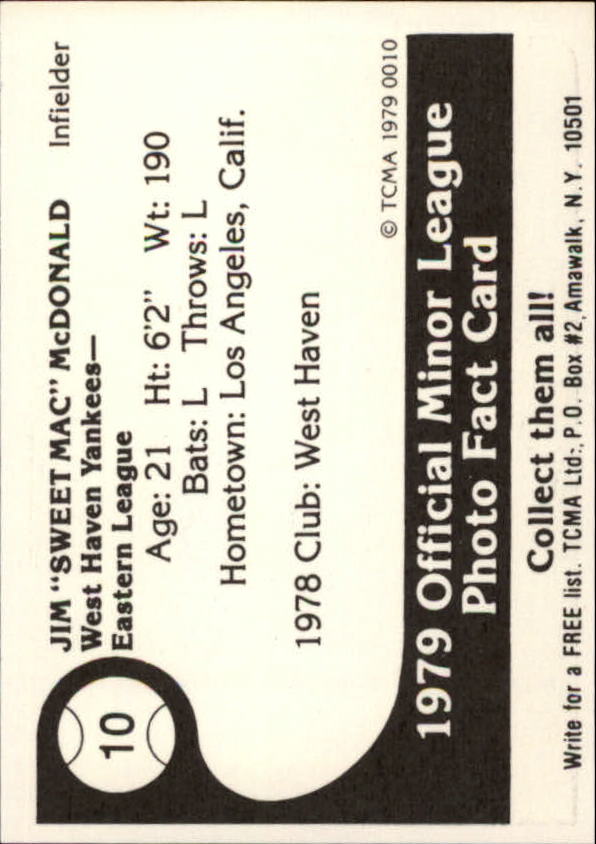 10
JIM “SWEET MAC” McDONALD Infielder
West Haven Yankees—
Eastern League
Age: 21 Ht: 6'2” Wt: 190
Bats: L Throws: L
Hometown: Los Angeles, Calif.
1978 Club: West Haven
© TCMA 1979 0010
1979 Official Minor League
Photo Fact Card
Collect them all!
Write for a FREE list. TCMA Ltd:, P.O. Box #2, Amawalk, N.Y. 10501